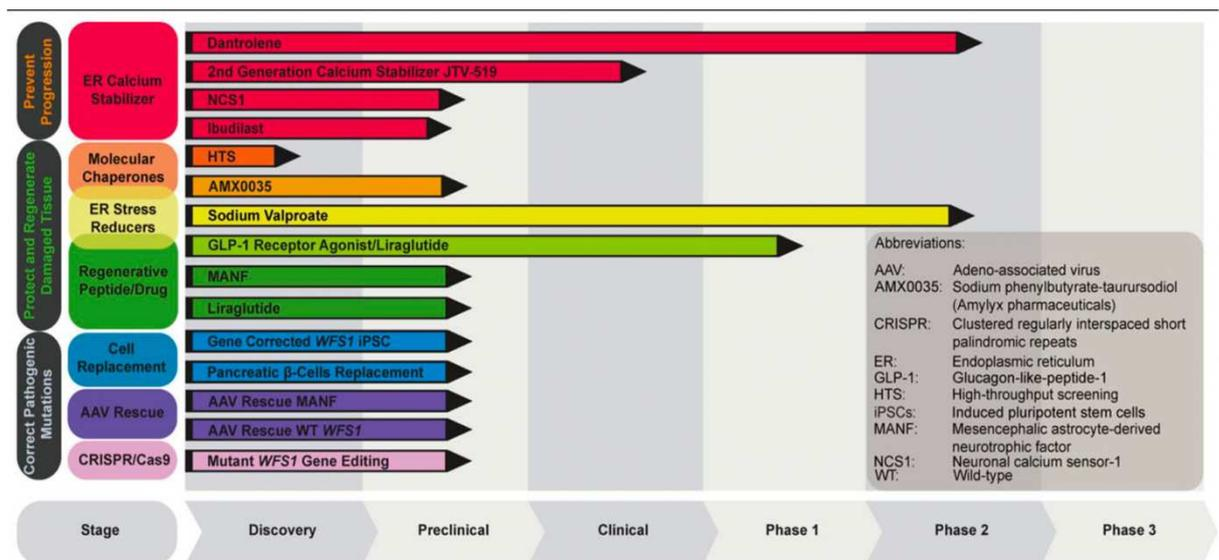 Prevent
Progression
ER Calcium
Stabilizer
Dantrolene
2nd Generation Calcium Stabilizer JTV-519
NCS1
Ibudilast
Protect and Regenerate
Damaged Tissue
Molecular
Chaperones
HTS
AMX0035
ER Stress
Reducers
Sodium Valproate
Regenerative
Peptide/Drug
GLP-1 Receptor Agonist/Liraglutide
MANF
Liraglutide
Correct Pathogenic
Mutations
Cell
Replacement
Gene Corrected WFS1 iPSC
Pancreatic β-Cells Replacement
AAV Rescue
AAV Rescue MANF
AAV Rescue WT WFS1
CRISPR/Cas9
Mutant WFS1 Gene Editing
Abbreviations:
AAV: Adeno-associated virus
AMX0035: Sodium phenylbutyrate-taurursodiol
(Amylyx pharmaceuticals)
CRISPR: Clustered regularly interspaced short
palindromic repeats
ER: Endoplasmic reticulum
GLP-1: Glucagon-like-peptide-1
HTS: High-throughput screening
iPSCs: Induced pluripotent stem cells
MANF: Mesencephalic astrocyte-derived
neurotrophic factor
NCS1: Neuronal calcium sensor-1
WT: Wild-type
Stage Discovery Preclinical Clinical Phase 1 Phase 2 Phase 3